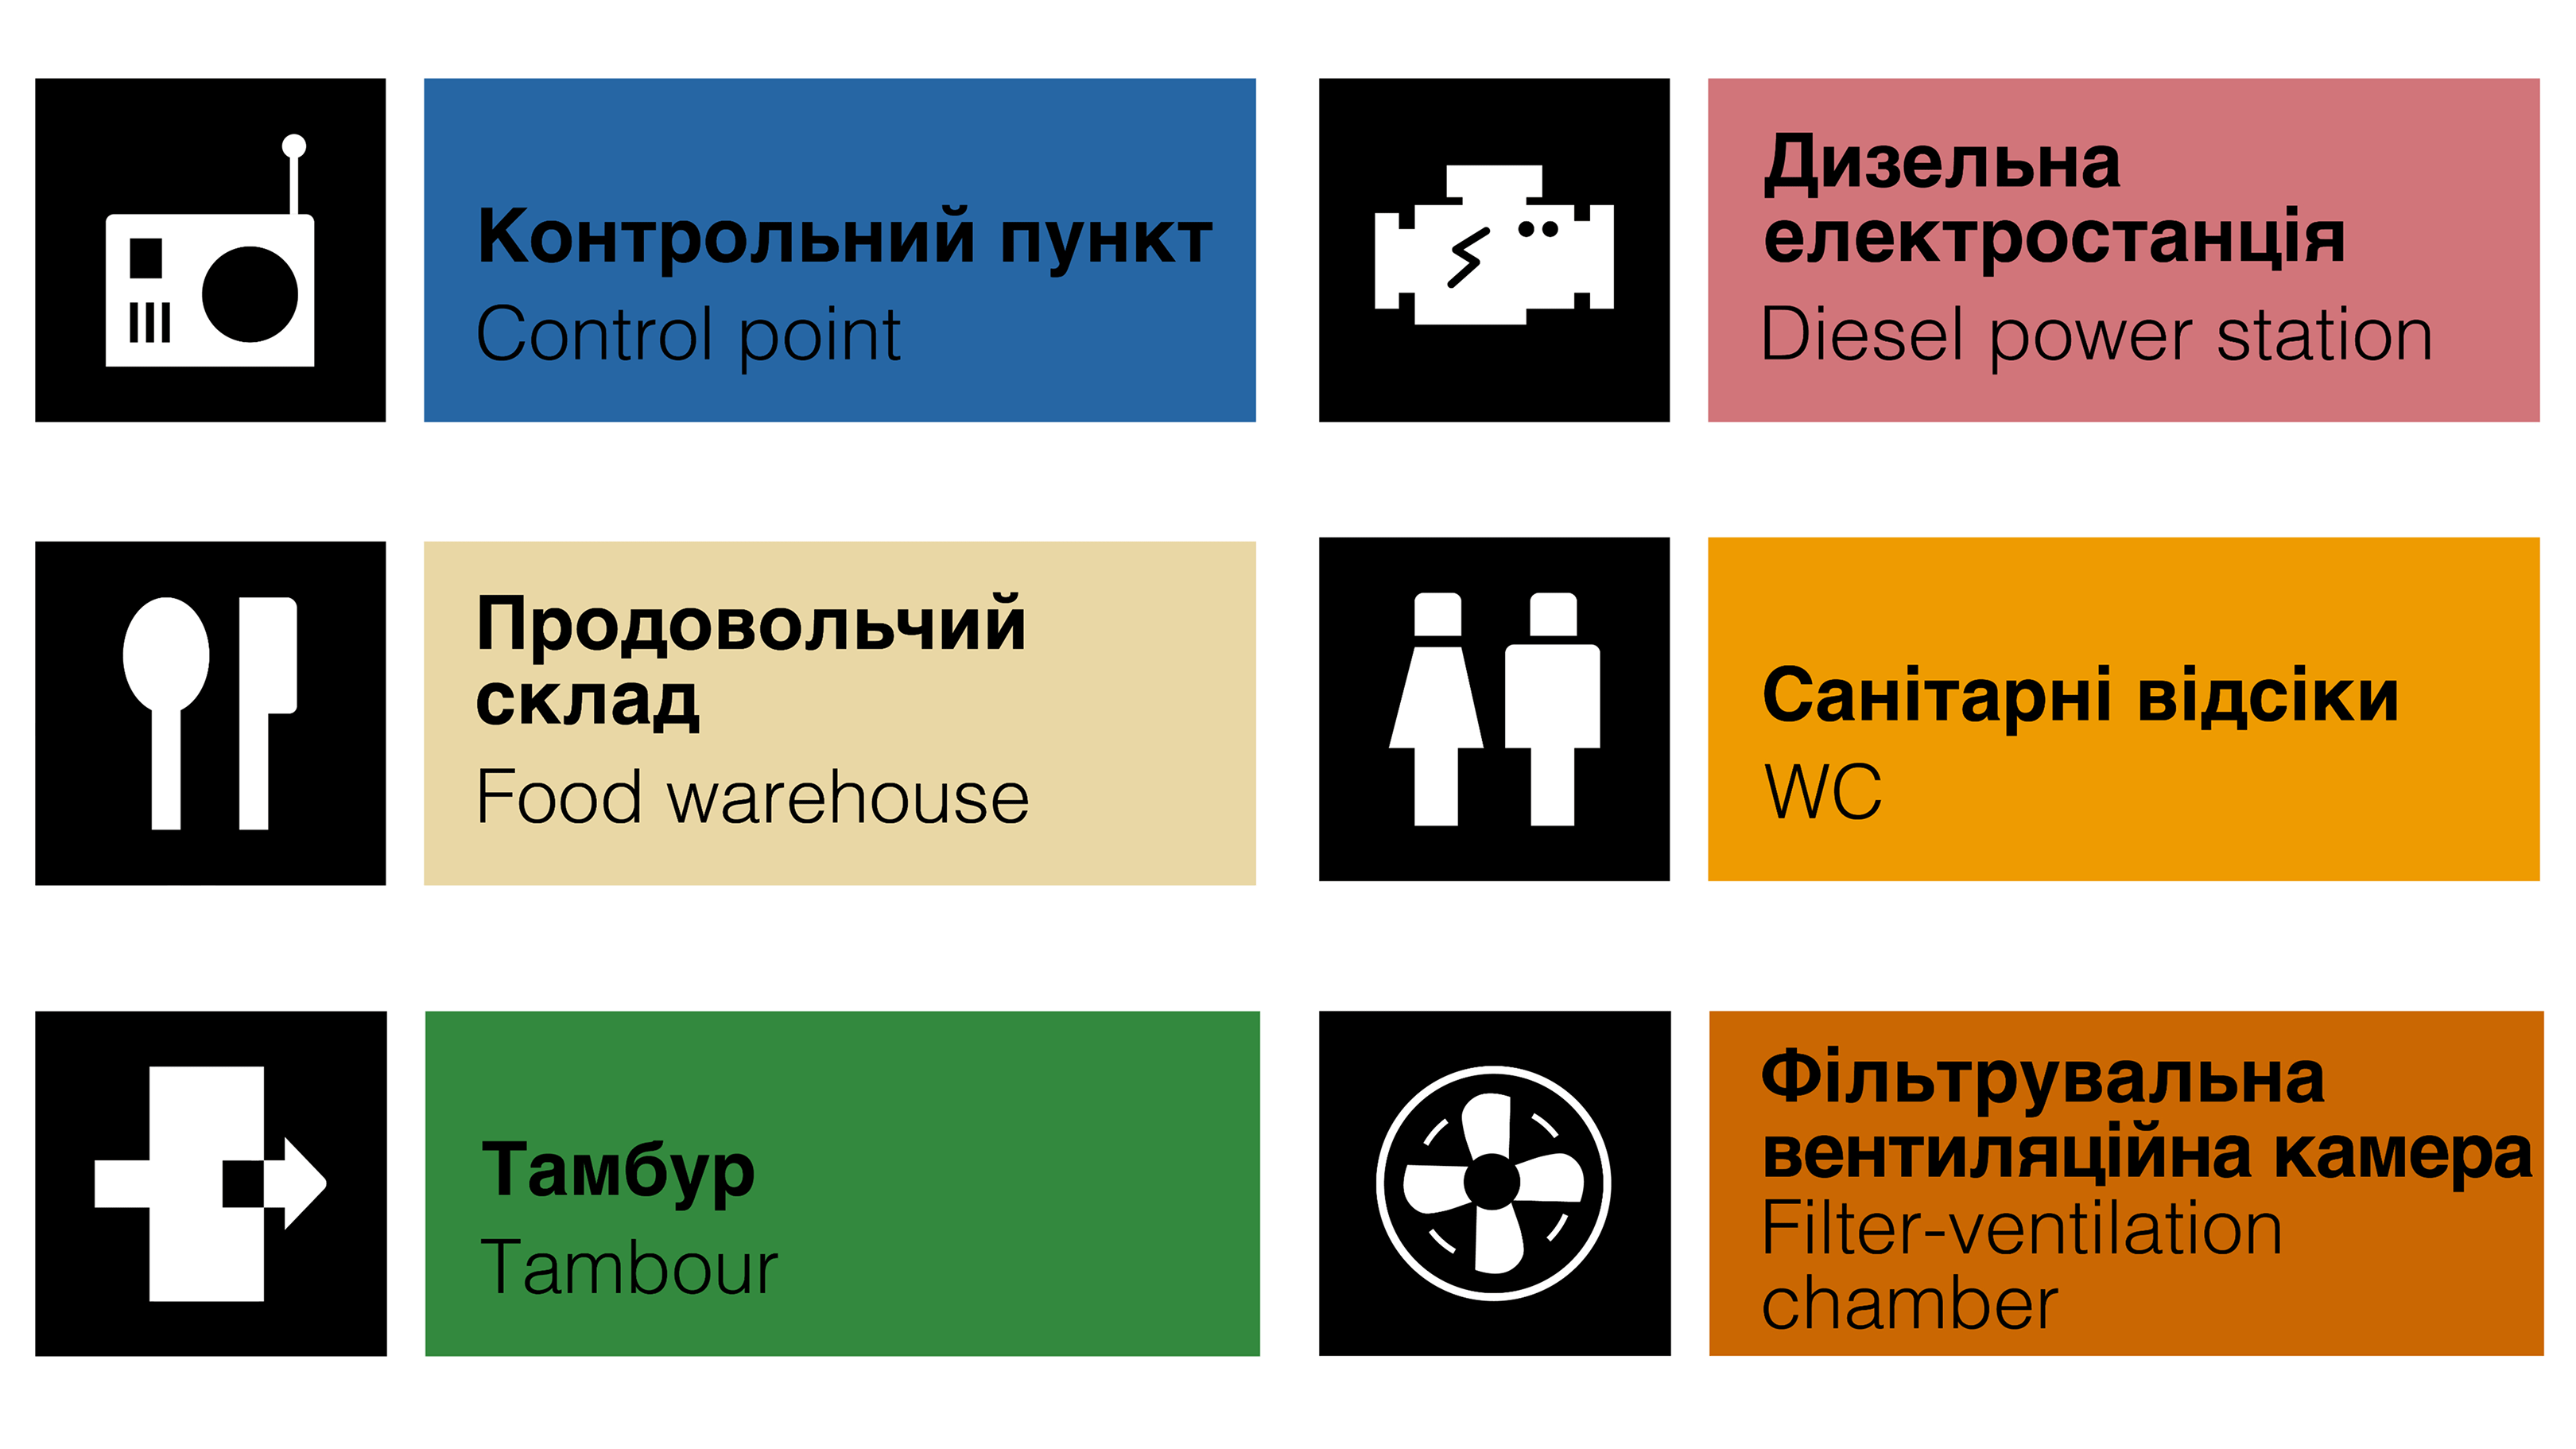 Контрольний пункт
Control point
Дизельна
електростанція
Diesel power station
Продовольчий
склад
Food warehouse
Санітарні відсіки
WC
Тамбур
Tambour
Фільтрувальна
вентиляційна камера
Filter-ventilation
chamber